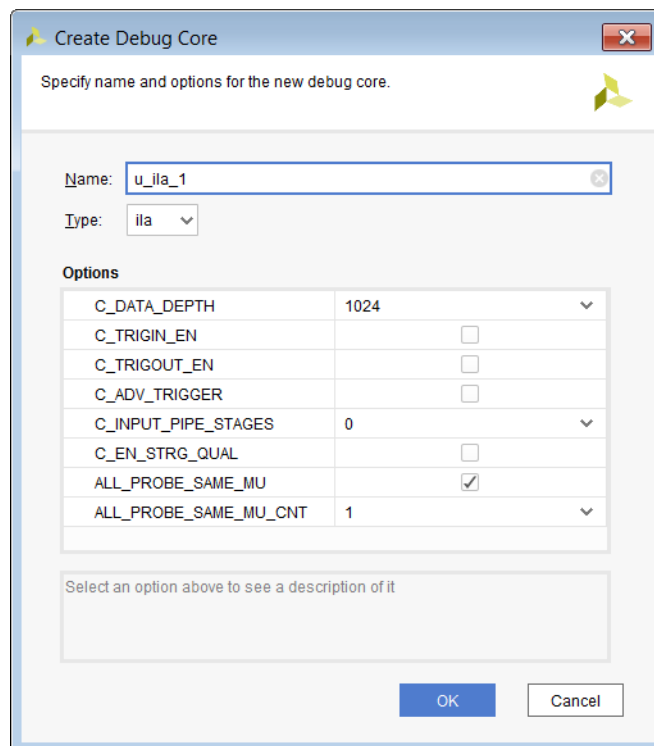 Create Debug Core
Specify name and options for the new debug core.
Name: u_ila_1
Type: ila
Options
C_DATA_DEPTH 1024
C_TRIGIN_EN
C_TRIGOUT_EN
C_ADV_TRIGGER
C_INPUT_PIPE_STAGES 0
C_EN_STRG_QUAL
ALL_PROBE_SAME_MU
ALL_PROBE_SAME_MU_CNT 1
Select an option above to see a description of it
OK Cancel